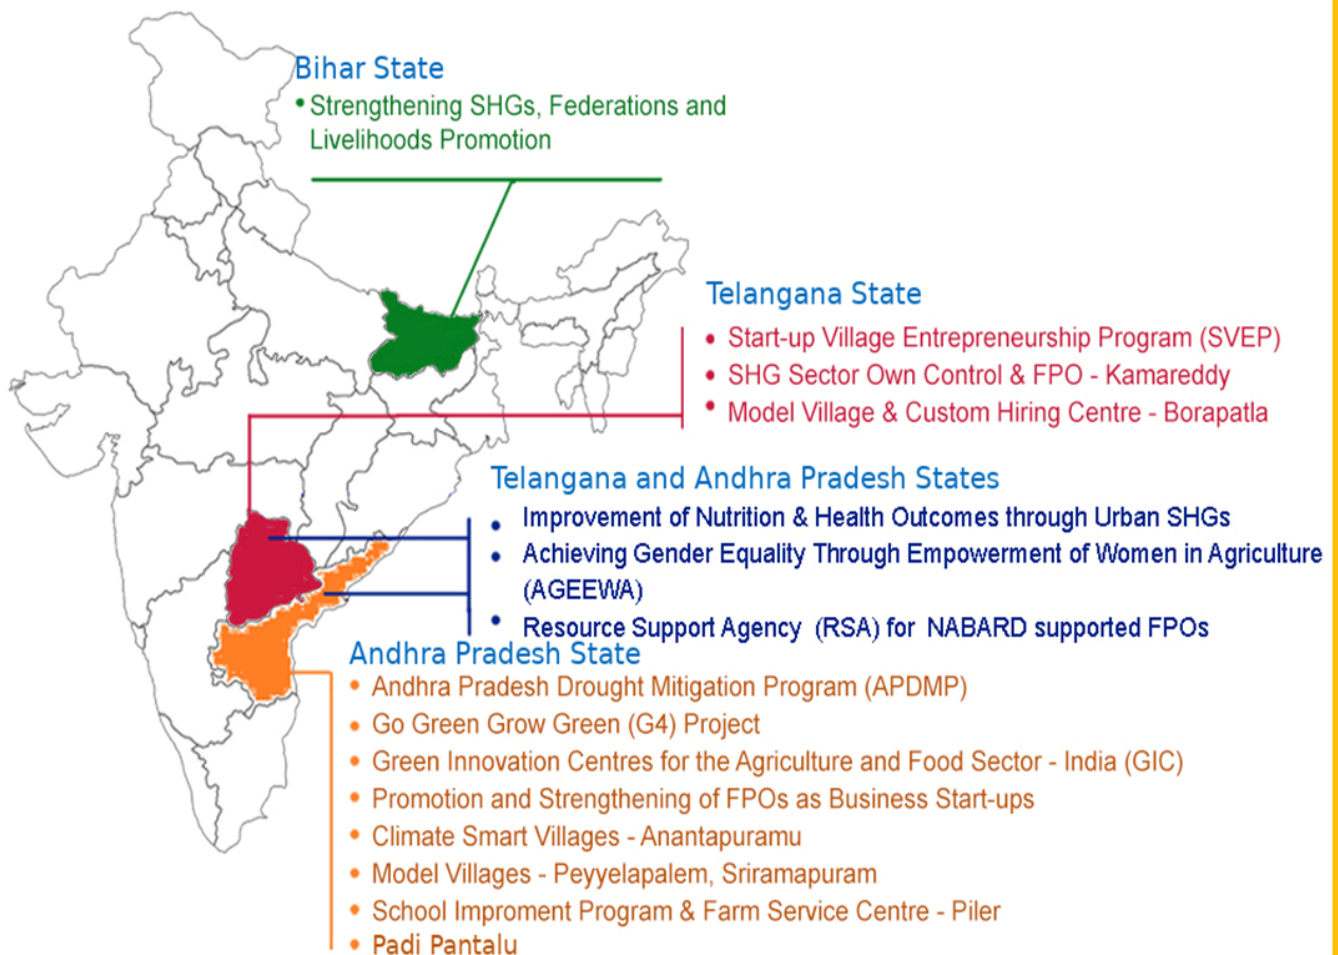 Bihar State
• Strengthening SHGs, Federations and
Livelihoods Promotion
Telangana State
• Start-up Village Entrepreneurship Program (SVEP)
• SHG Sector Own Control & FPO - Kamareddy
• Model Village & Custom Hiring Centre - Borapatla
Telangana and Andhra Pradesh States
• Improvement of Nutrition & Health Outcomes through Urban SHGs
• Achieving Gender Equality Through Empowerment of Women in Agriculture
(AGEEWA)
• Resource Support Agency (RSA) for NABARD supported FPOs
Andhra Pradesh State
• Andhra Pradesh Drought Mitigation Program (APDMP)
• Go Green Grow Green (G4) Project
• Green Innovation Centres for the Agriculture and Food Sector - India (GIC)
• Promotion and Strengthening of FPOs as Business Start-ups
• Climate Smart Villages - Anantapuramu
• Model Villages - Peyyelapalem, Sriramapuram
• School Improment Program & Farm Service Centre - Piler
• Padi Pantalu